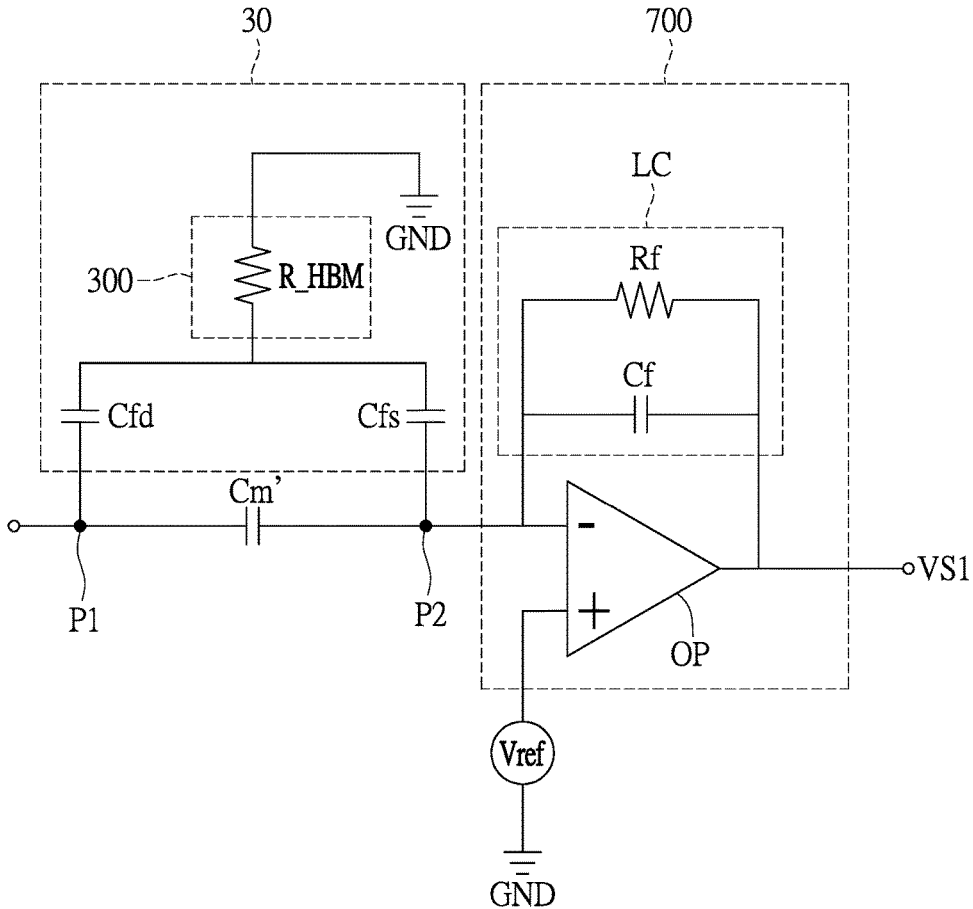 30
700
LC
GND
Rf
300
R_HBM
Cf
Cfd
Cfs
Cm'
-
P1
P2
+
VS1
OP
Vref
GND